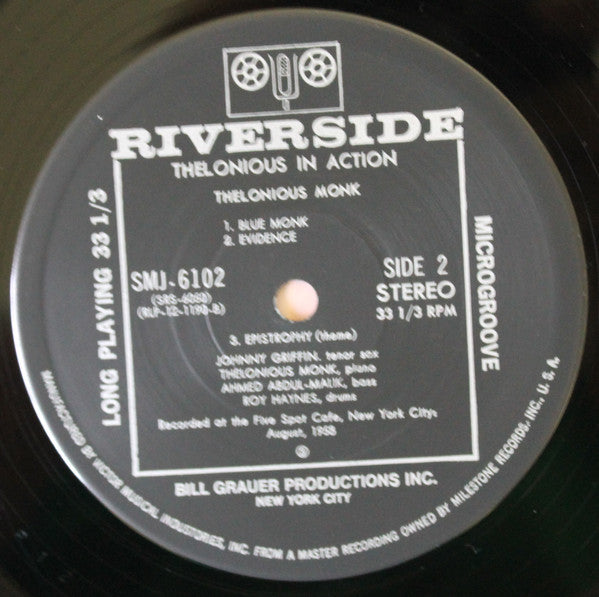 RIVERSIDE
THELONIOUS IN ACTION
THELONIOUS MONK
1. BLUE MONK
2. EVIDENCE
LONG PLAYING 33 1/3
MICROGROOVE
SMJ-6102
(SRS-6050)
(RLP-12-1190-B)
SIDE 2
STEREO
33 1/3 RPM
3. EPISTROPHY (theme)
JOHNNY GRIFFIN, tenor sax
THELONIOUS MONK, piano
AHMED ABDUL-MALIK, bass
ROY HAYNES, drums
Recorded at the Five Spot Cafe, New York City;
August, 1958
BILL GRAUER PRODUCTIONS INC.
NEW YORK CITY
MANUFACTURED BY VICTOR MUSICAL INDUSTRIES, INC. FROM A MASTER RECORDING OWNED BY MILESTONE RECORDS, INC., U.S.A.